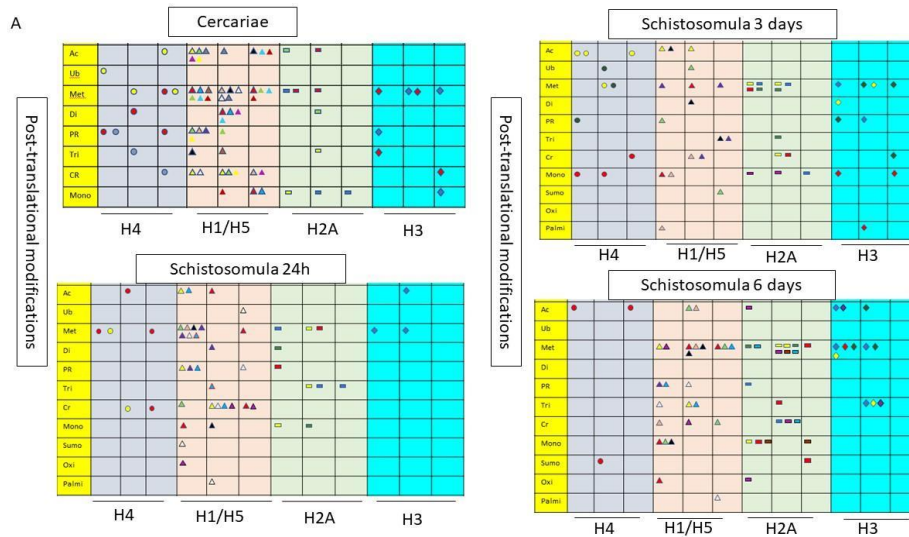 A
Cercariae
Post-translational modifications
Ac
Ub
Met
Di
PR
Tri
CR
Mono
H4 H1/H5 H2A H3
Schistosomula 24h
Ac
Ub
Met
Di
PR
Tri
Cr
Mono
Sumo
Oxi
Palmi
H4 H1/H5 H2A H3
Schistosomula 3 days
Post-translational modifications
Ac
Ub
Met
Di
PR
Tri
Cr
Mono
Sumo
Oxi
Palmi
H4 H1/H5 H2A H3
Schistosomula 6 days
Ac
Ub
Met
DI
PR
Tri
Cr
Mono
Sumo
Oxi
Palmi
H4 H1/H5 H2A H3